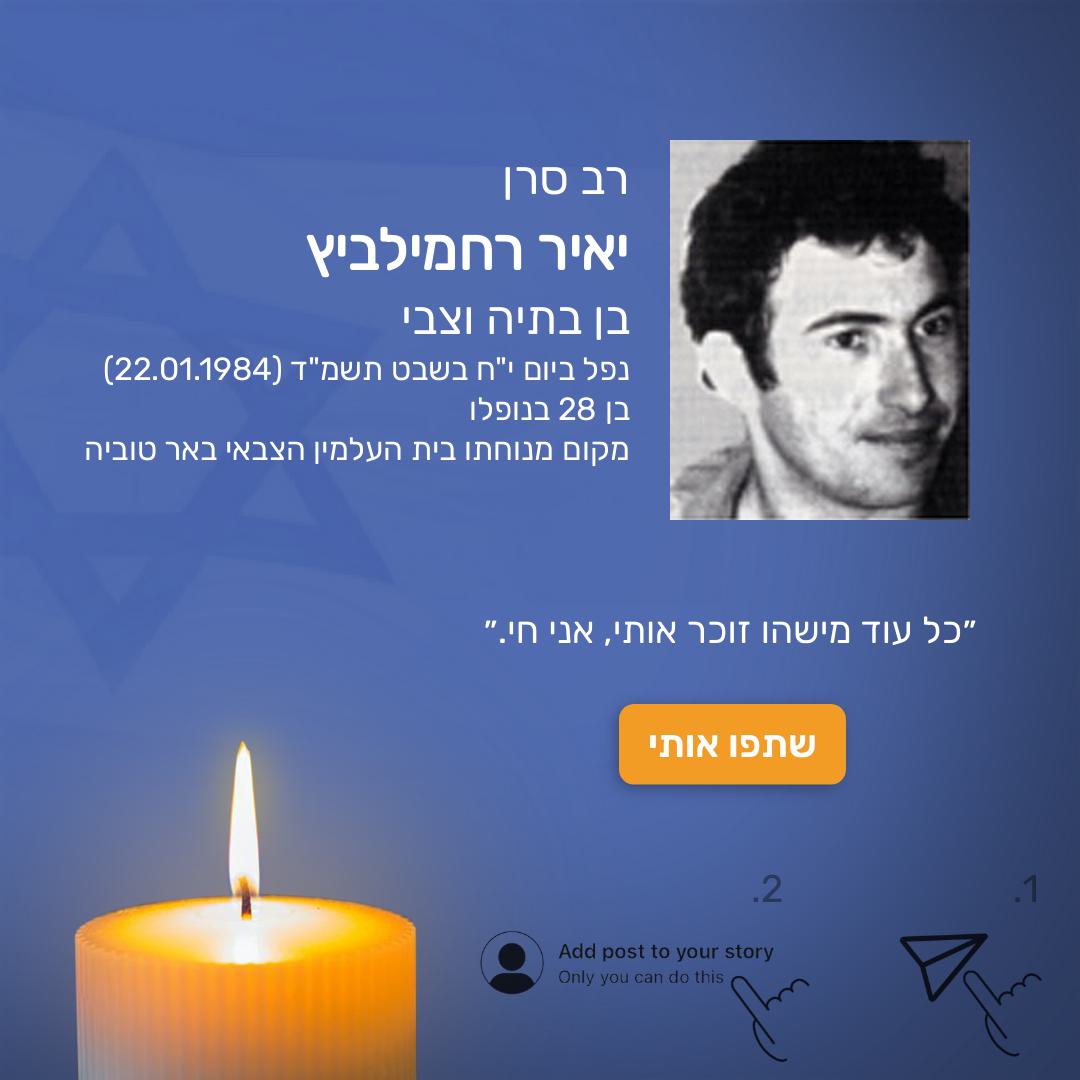 רב סרן
יאיר רחמילביץ
בן בתיה וצבי
נפל ביום י"ח בשבט תשמ"ד (22.01.1984)
בן 28 בנופלו
מקום מנוחתו בית העלמין הצבאי באר טוביה
״כל עוד מישהו זוכר אותי, אני חי.״
שתפו אותי
1.
2.
Add post to your story
Only you can do this